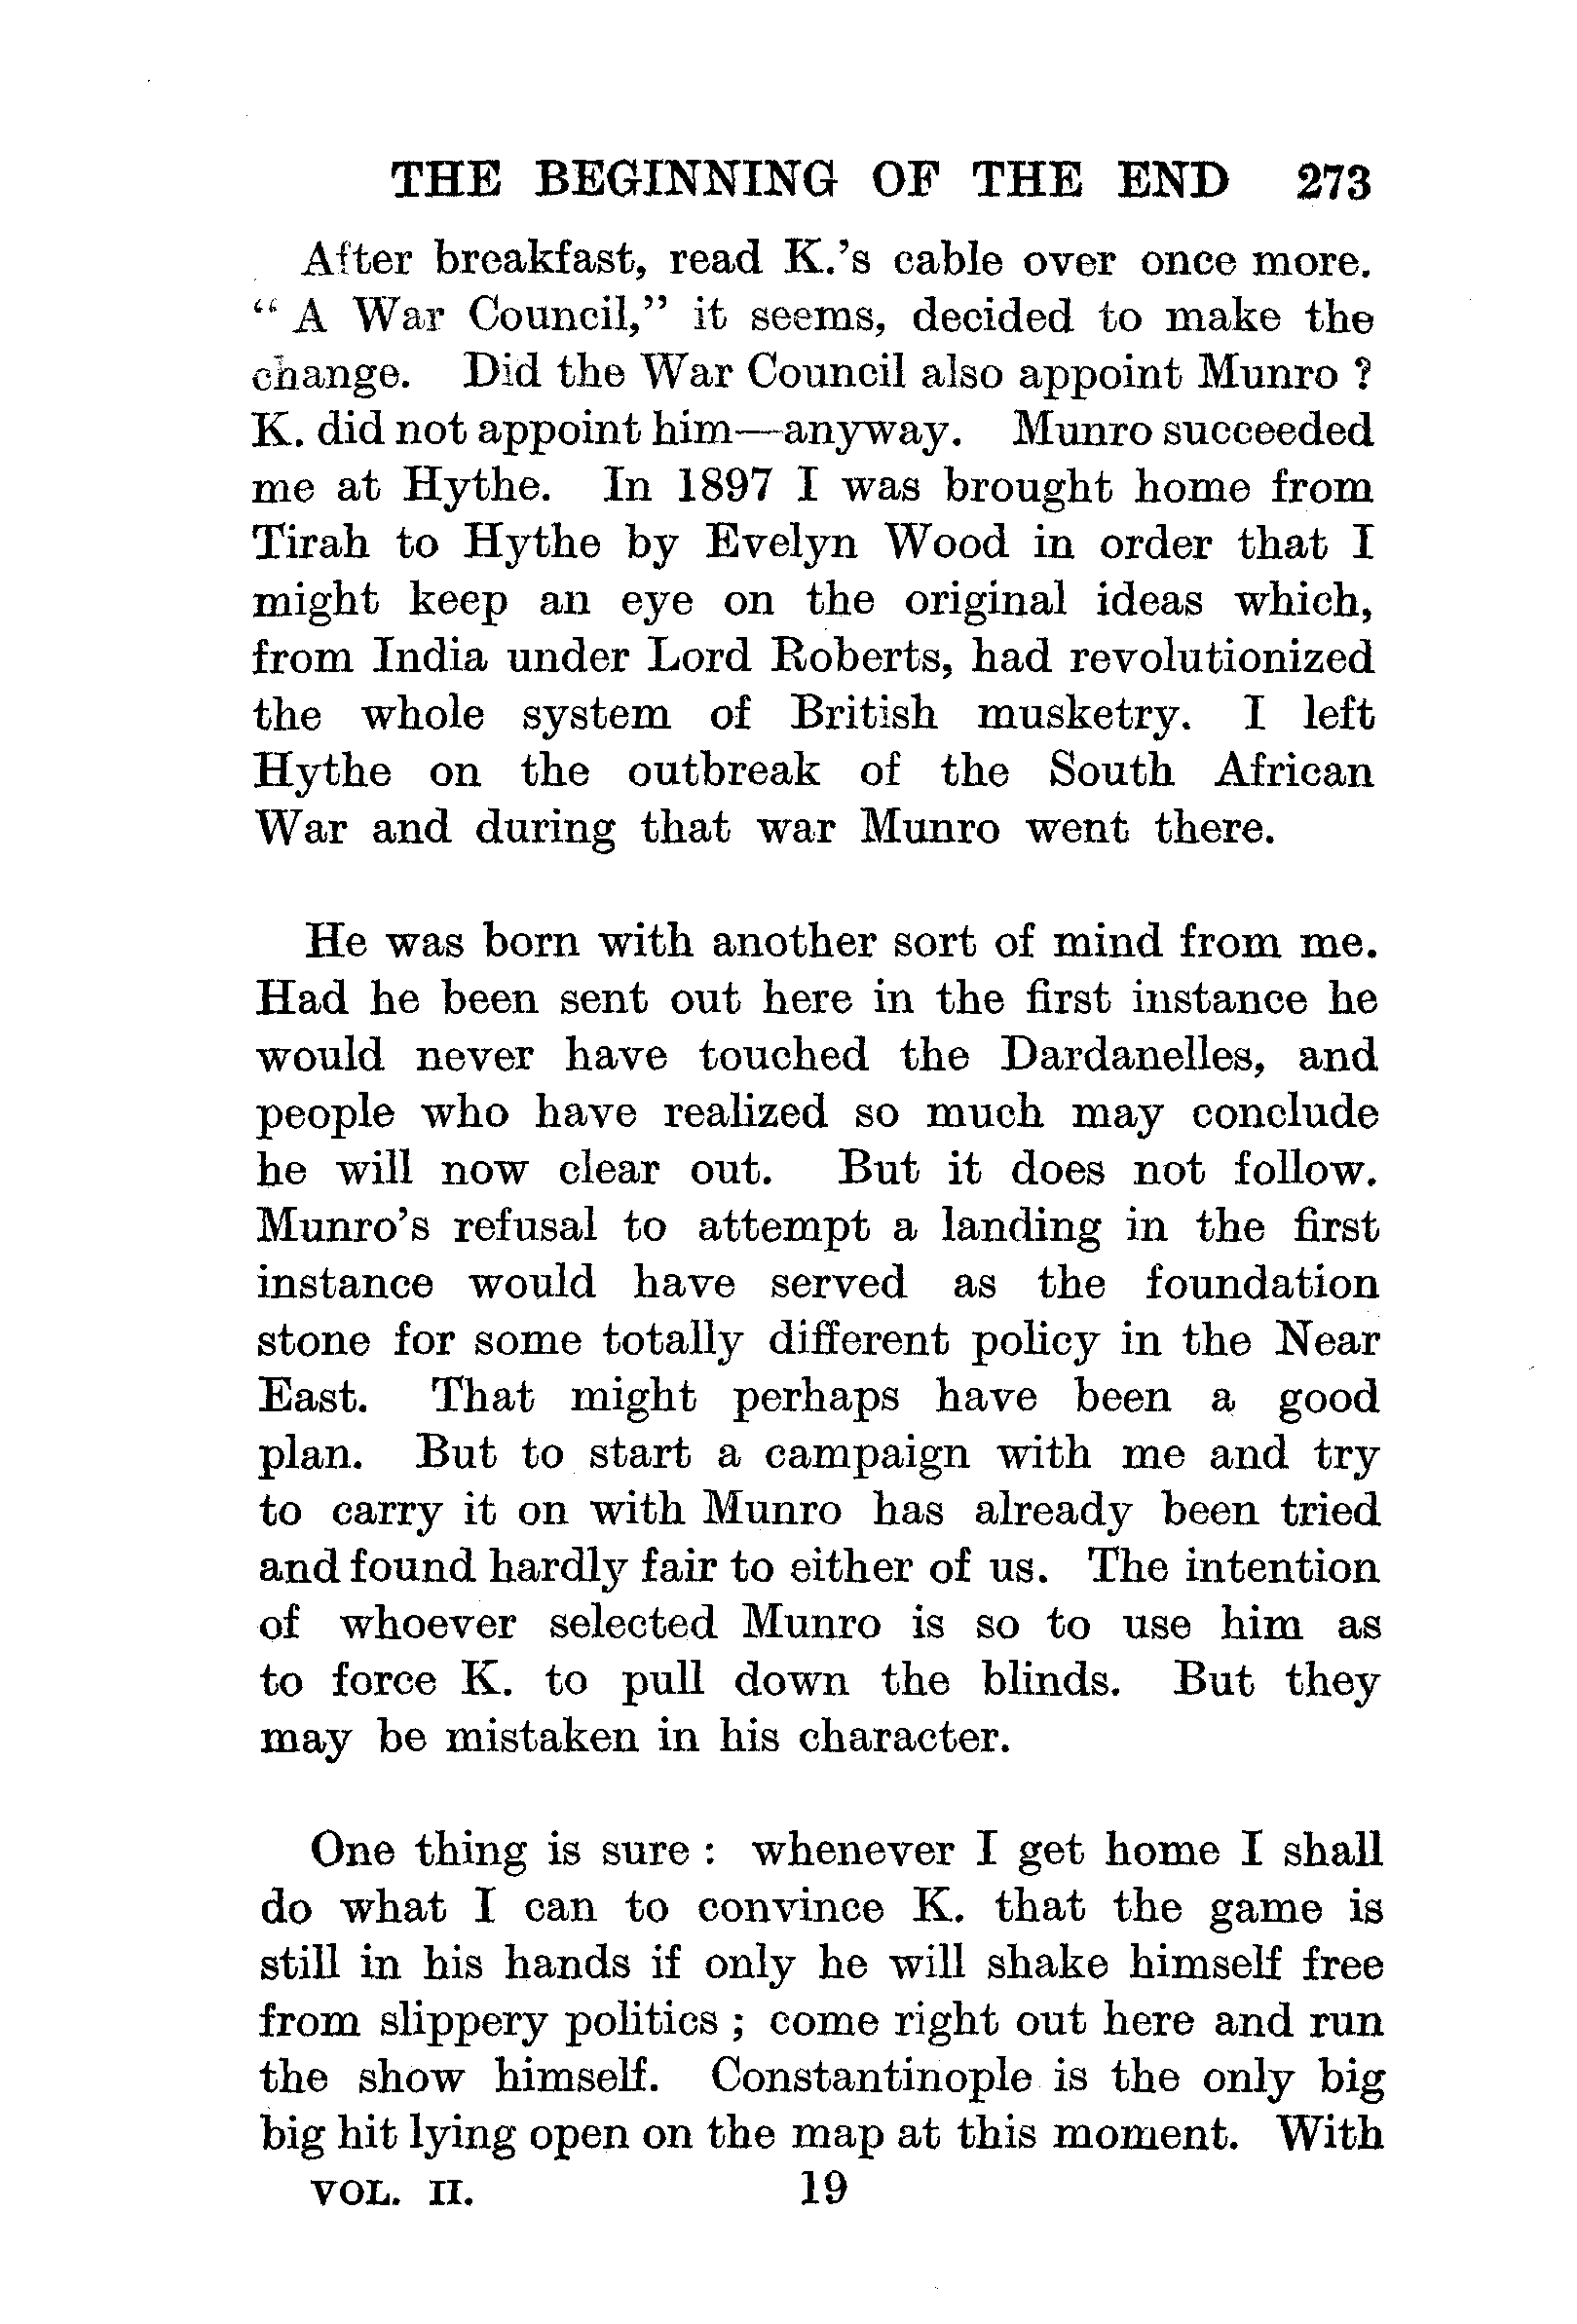 THE BEGINNING OF THE END 273
After breakfast, read K.'s cable over once more.
“ A War Council,” it seems, decided to make the
change. Did the War Council also appoint Munro ?
K. did not appoint him—anyway. Munro succeeded
me at Hythe. In 1897 I was brought home from
Tirah to Hythe by Evelyn Wood in order that I
might keep an eye on the original ideas which,
from India under Lord Roberts, had revolutionized
the whole system of British musketry. I left
Hythe on the outbreak of the South African
War and during that war Munro went there.
He was born with another sort of mind from me.
Had he been sent out here in the first instance he
would never have touched the Dardanelles, and
people who have realized so much may conclude
he will now clear out. But it does not follow.
Munro's refusal to attempt a landing in the first
instance would have served as the foundation
stone for some totally different policy in the Near
East. That might perhaps have been a good
plan. But to start a campaign with me and try
to carry it on with Munro has already been tried
and found hardly fair to either of us. The intention
of whoever selected Munro is so to use him as
to force K. to pull down the blinds. But they
may be mistaken in his character.
One thing is sure : whenever I get home I shall
do what I can to convince K. that the game is
still in his hands if only he will shake himself free
from slippery politics ; come right out here and run
the show himself. Constantinople is the only big
big hit lying open on the map at this moment. With
VOL. II. 19